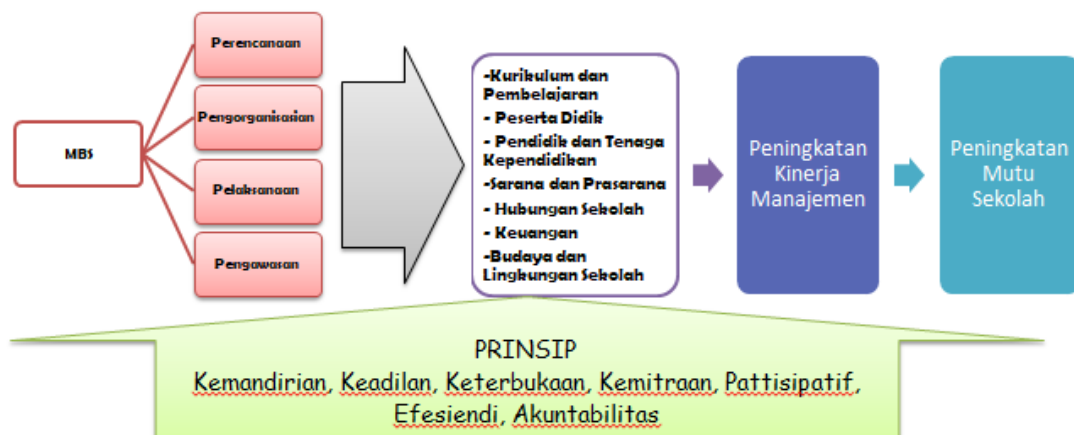 MBS
Perencanaan
Pengorganisasian
Pelaksanaan
Pengawasan
-Kurikulum dan
Pembelajaran
- Peserta Didik
- Pendidik dan Tenaga
Kependidikan
-Sarana dan Prasarana
- Hubungan Sekolah
- Keuangan
-Budaya dan
Lingkungan Sekolah
Peningkatan
Kinerja
Manajemen
Peningkatan
Mutu
Sekolah
PRINSIP
Kemandirian, Keadilan, Keterbukaan, Kemitraan, Pattisipatif,
Efesiendi, Akuntabilitas